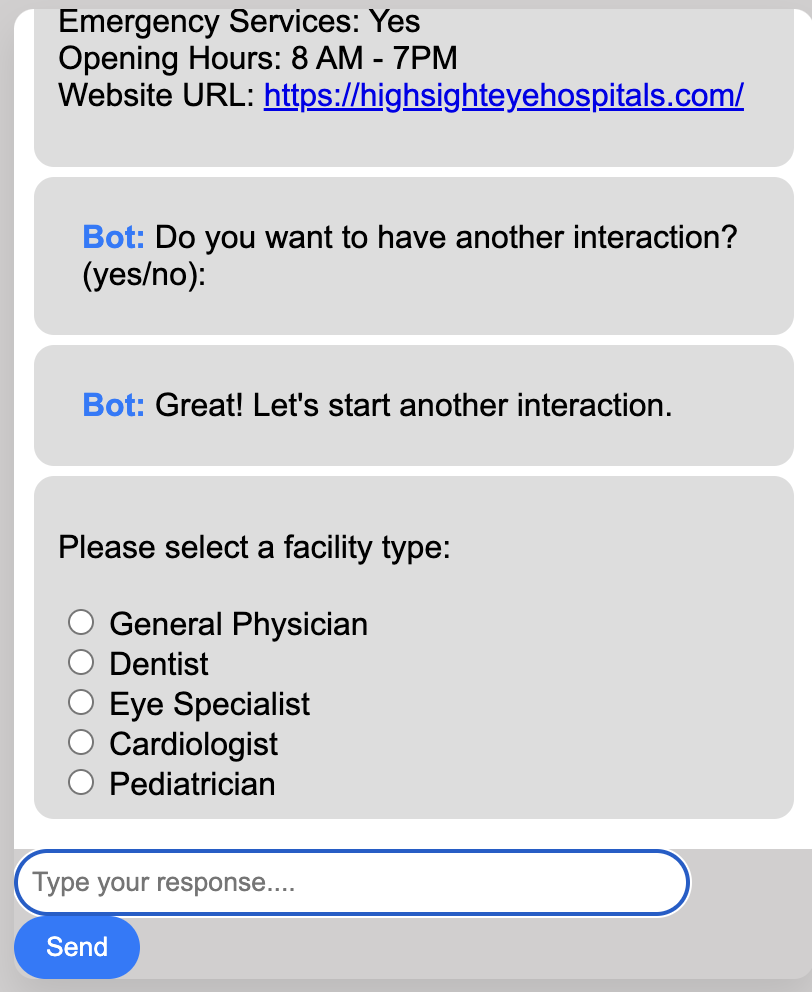 Emergency Services: Yes
Opening Hours: 8 AM - 7PM
Website URL: https://highsighteyehospitals.com/
Bot: Do you want to have another interaction?
(yes/no):
Bot: Great! Let's start another interaction.
Please select a facility type:
General Physician
Dentist
Eye Specialist
Cardiologist
Pediatrician
Type your response....
Send